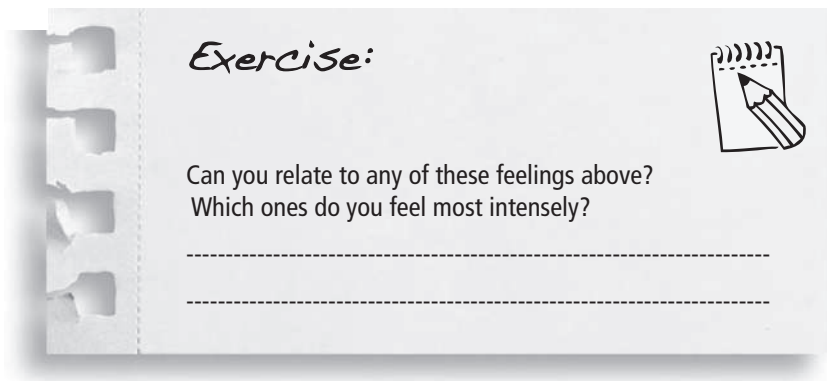 Exercise:
Can you relate to any of these feelings above?
Which ones do you feel most intensely?